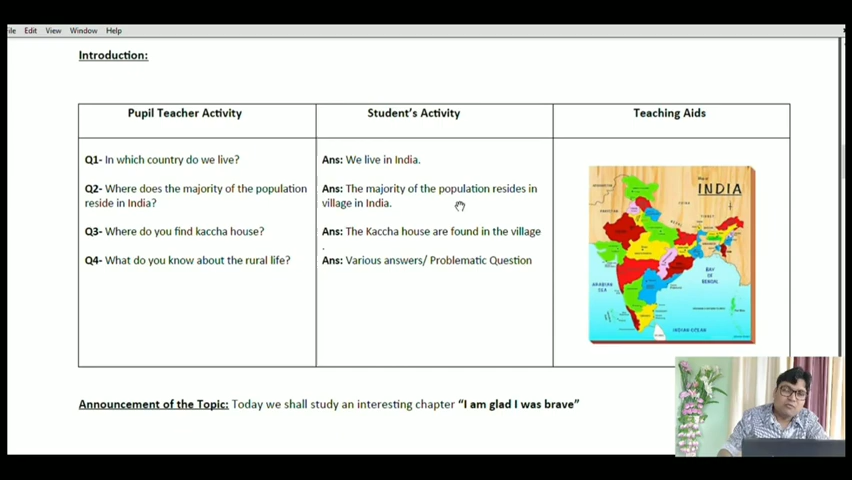 File Edit View Window Help
Introduction:
Pupil Teacher Activity
Student's Activity
Teaching Aids
Q1- In which country do we live?
Ans: We live in India.
Q2- Where does the majority of the population
reside in India?
Ans: The majority of the population resides in
village in India.
Q3- Where do you find kaccha house?
Ans: The Kaccha house are found in the village
.
Q4- What do you know about the rural life?
Ans: Various answers/ Problematic Question
INDIA
ARABIAN
SEA
BAY
OF
BENGAL
INDIAN OCEAN
Announcement of the Topic: Today we shall study an interesting chapter “I am glad I was brave”